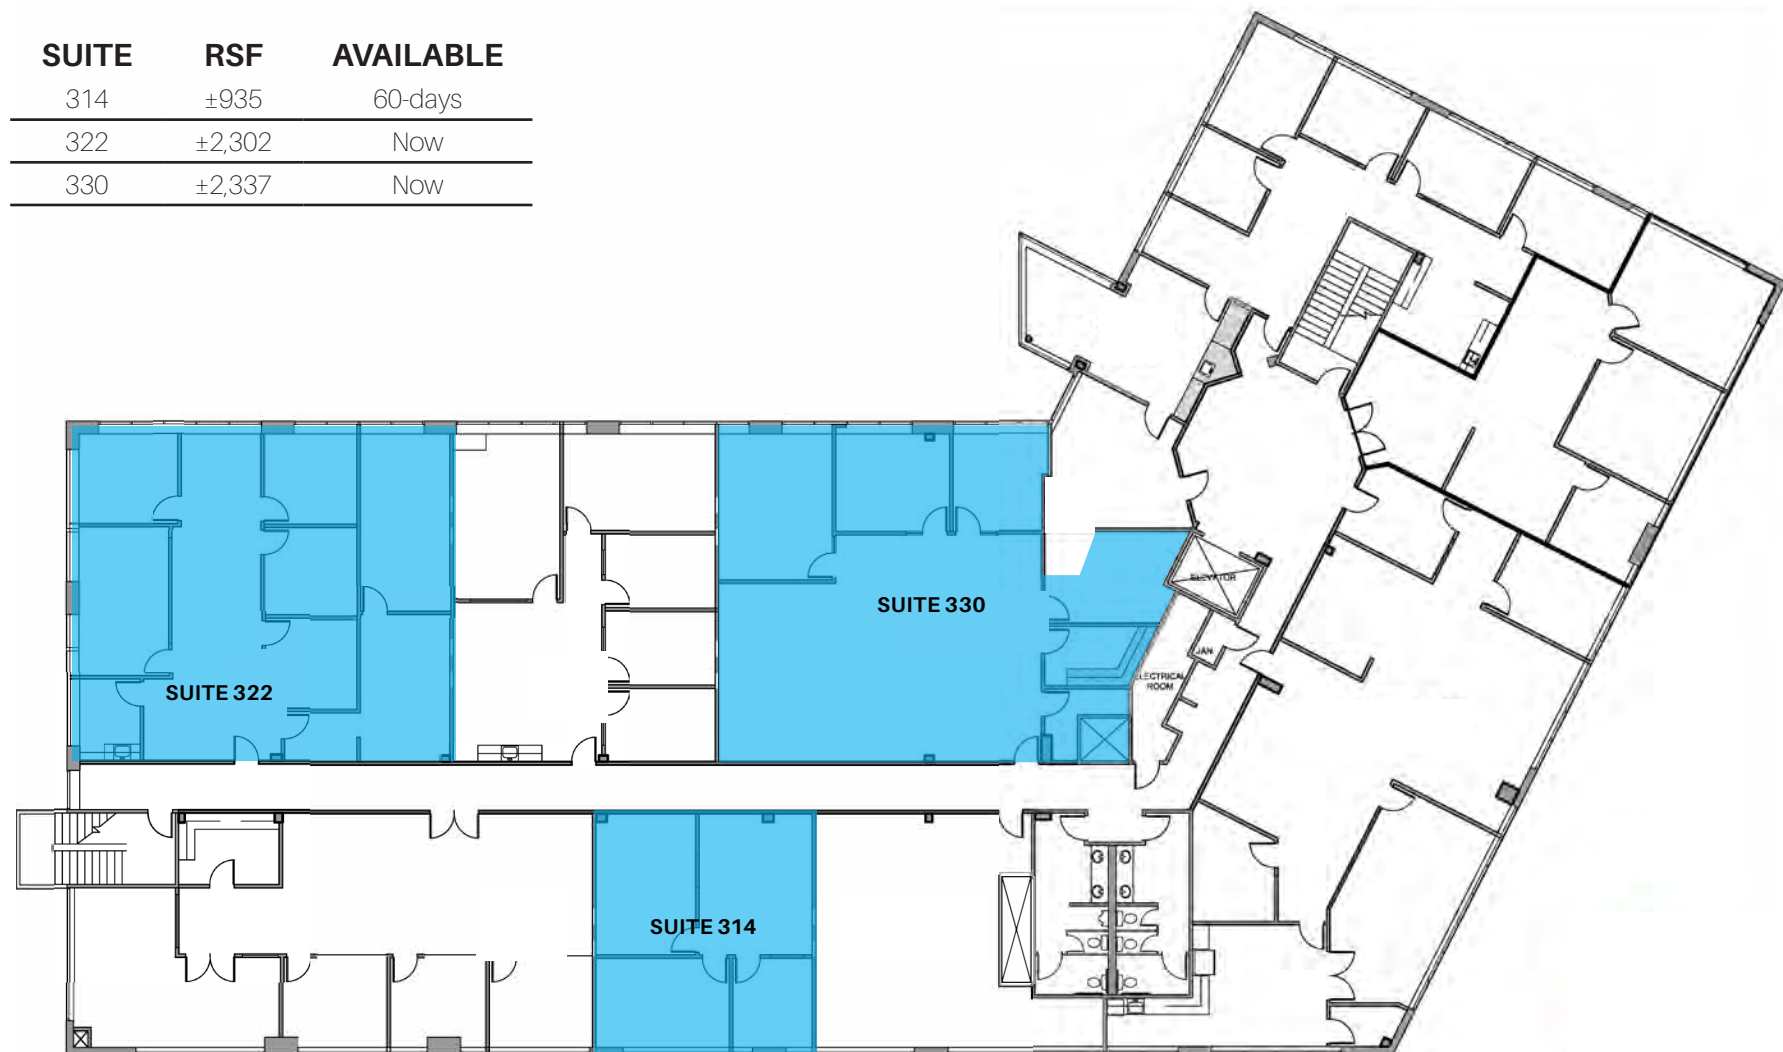 SUITE RSF AVAILABLE
314 ±935 60-days
322 ±2,302 Now
330 ±2,337 Now
ELEVATOR
SUITE 330
JAN
ELECTRICAL
ROOM
SUITE 322
SUITE 314